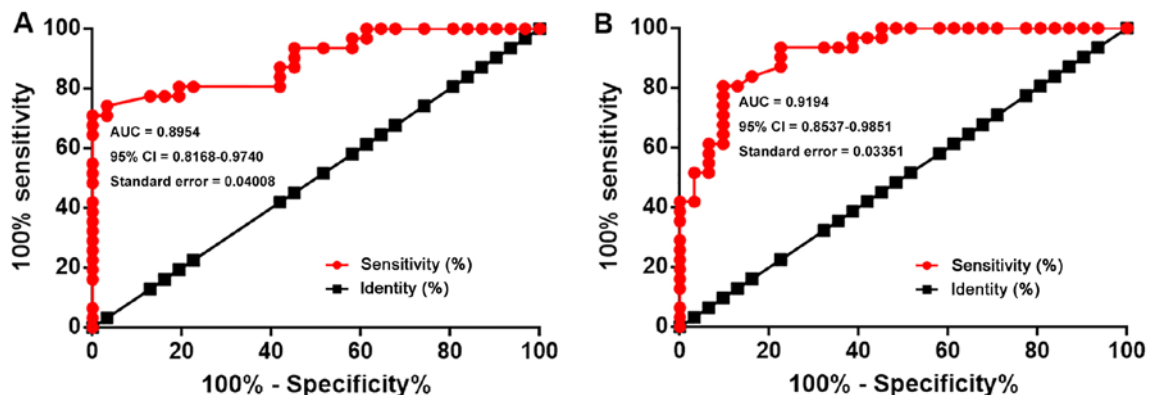 A
100% sensitivity
100
80
60
40
20
0
AUC = 0.8954
95% CI = 0.8168-0.9740
Standard error = 0.04008
Sensitivity (%)
Identity (%)
0 20 40 60 80 100
100% - Specificity%
B
100% sensitivity
100
80
60
40
20
0
AUC = 0.9194
95% CI = 0.8537-0.9851
Standard error = 0.03351
Sensitivity (%)
Identity (%)
0 20 40 60 80 100
100% - Specificity%